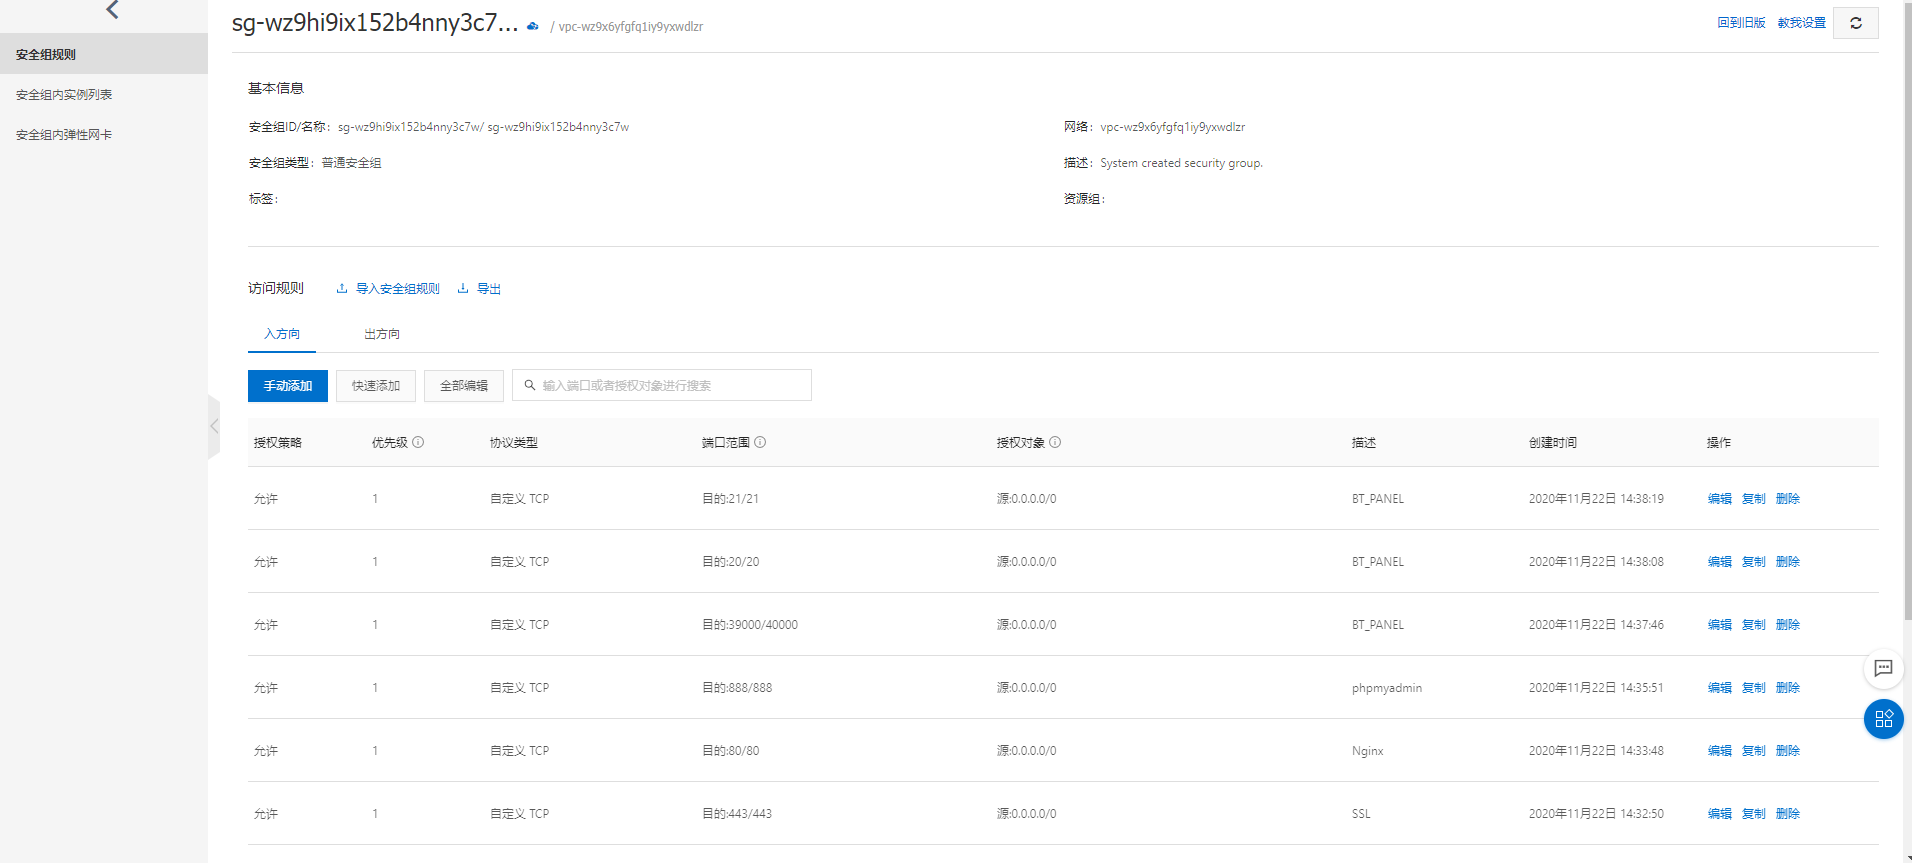 sg-wz9hi9ix152b4nny3c7... / vpc-wz9x6yfgfq1iy9yxwdlzr 回到旧版 教我设置
安全组规则
安全组内实例列表
安全组内弹性网卡
基本信息
安全组ID/名称: sg-wz9hi9ix152b4nny3c7w/ sg-wz9hi9ix152b4nny3c7w 网络: vpc-wz9x6yfgfq1iy9yxwdlzr
安全组类型: 普通安全组 描述: System created security group.
标签: 资源组:
访问规则 导入安全组规则 导出
入方向 出方向
手动添加 快速添加 全部编辑 输入端口或者授权对象进行搜索
授权策略 优先级 协议类型 端口范围 授权对象 描述 创建时间 操作
允许 1 自定义 TCP 目的:21/21 源:0.0.0.0/0 BT_PANEL 2020年11月22日 14:38:19 编辑 复制 删除
允许 1 自定义 TCP 目的:20/20 源:0.0.0.0/0 BT_PANEL 2020年11月22日 14:38:08 编辑 复制 删除
允许 1 自定义 TCP 目的:39000/40000 源:0.0.0.0/0 BT_PANEL 2020年11月22日 14:37:46 编辑 复制 删除
允许 1 自定义 TCP 目的:888/888 源:0.0.0.0/0 phpmyadmin 2020年11月22日 14:35:51 编辑 复制 删除
允许 1 自定义 TCP 目的:80/80 源:0.0.0.0/0 Nginx 2020年11月22日 14:33:48 编辑 复制 删除
允许 1 自定义 TCP 目的:443/443 源:0.0.0.0/0 SSL 2020年11月22日 14:32:50 编辑 复制 删除